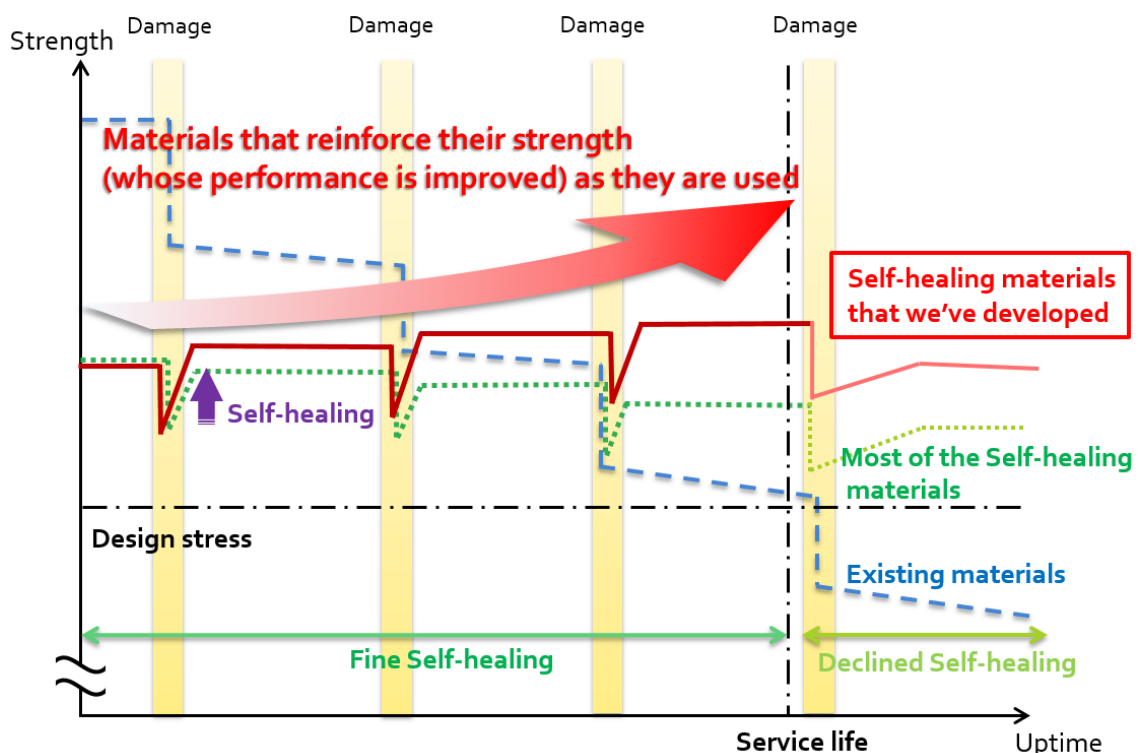 Damage
Damage
Damage
Damage
Strength
Materials that reinforce their strength
(whose performance is improved) as they are used
Self-healing materials
that we've developed
Self-healing
Most of the Self-healing
materials
Design stress
Existing materials
Fine Self-healing
Declined Self-healing
Service life
Uptime